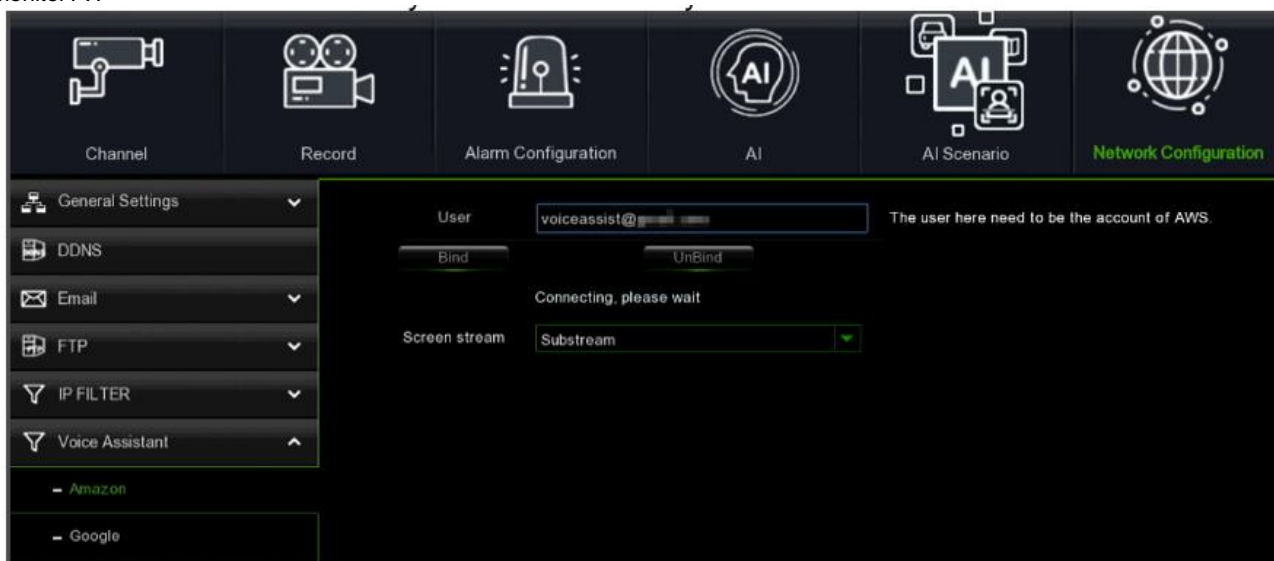 Channel
Record
Alarm Configuration
AI
AI
AI
AI Scenario
Network Configuration
General Settings
DDNS
Email
FTP
IP FILTER
Voice Assistant
- Amazon
- Google
User
voiceassist@
The user here need to be the account of AWS.
Bind
UnBind
Connecting, please wait
Screen stream
Substream